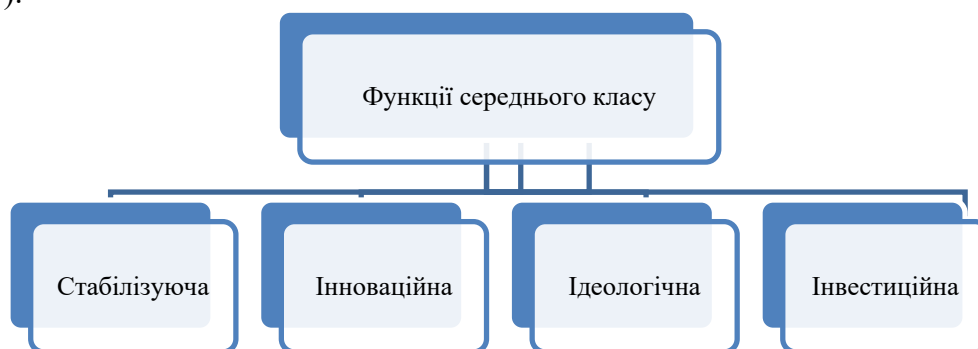 ).
Функції середнього класу
Стабілізуюча
Інноваційна
Ідеологічна
Інвестиційна